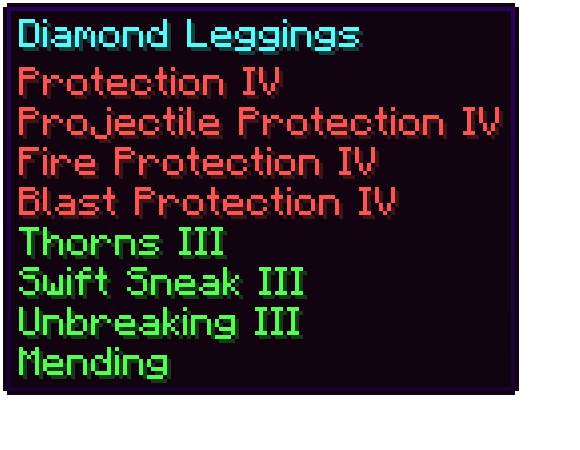 Diamond Leggings
Protection IV
Projectile Protection IV
Fire Protection IV
Blast Protection IV
Thorns III
Swift Sneak III
Unbreaking III
Mending